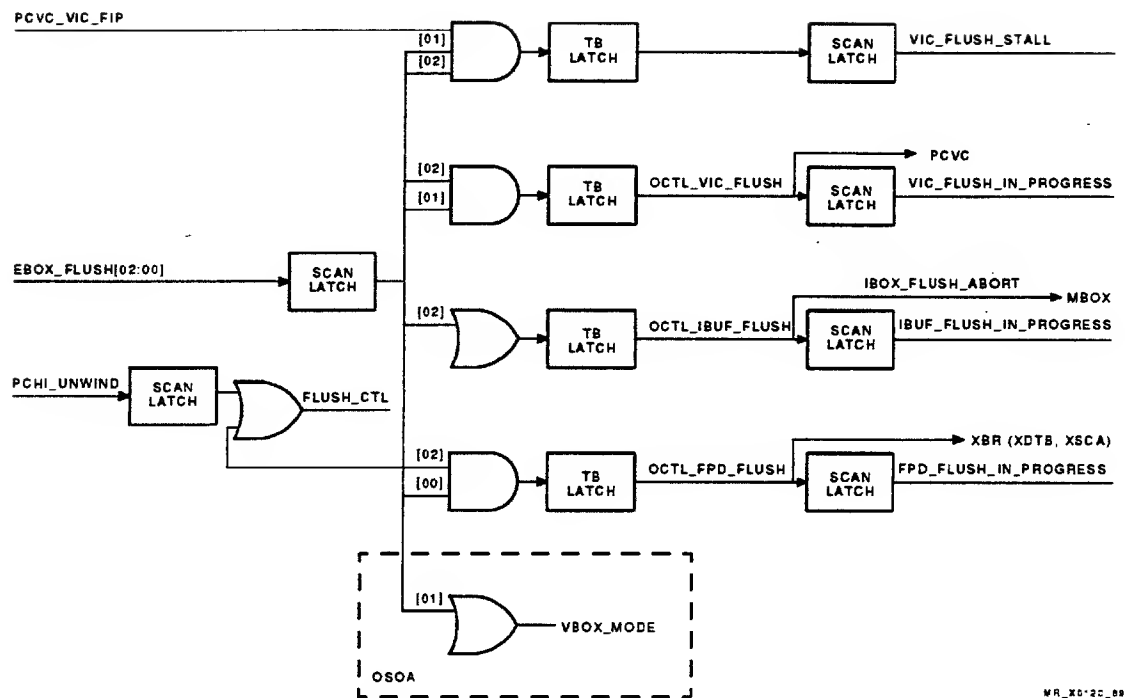 PCVC_VIC_FIP
[01]
[02]
TB
LATCH
SCAN
LATCH
VIC_FLUSH_STALL
[02]
[01]
TB
LATCH
OCTL_VIC_FLUSH
PCVC
SCAN
LATCH
VIC_FLUSH_IN_PROGRESS
EBOX_FLUSH[02:00]
SCAN
LATCH
[02]
TB
LATCH
OCTL_IBUF_FLUSH
IBOX_FLUSH_ABORT
MBOX
SCAN
LATCH
IBUF_FLUSH_IN_PROGRESS
PCHI_UNWIND
SCAN
LATCH
FLUSH_CTL
[02]
[00]
TB
LATCH
OCTL_FPD_FLUSH
XBR (XDTB, XSCA)
SCAN
LATCH
FPD_FLUSH_IN_PROGRESS
[01]
VBOX_MODE
OSOA